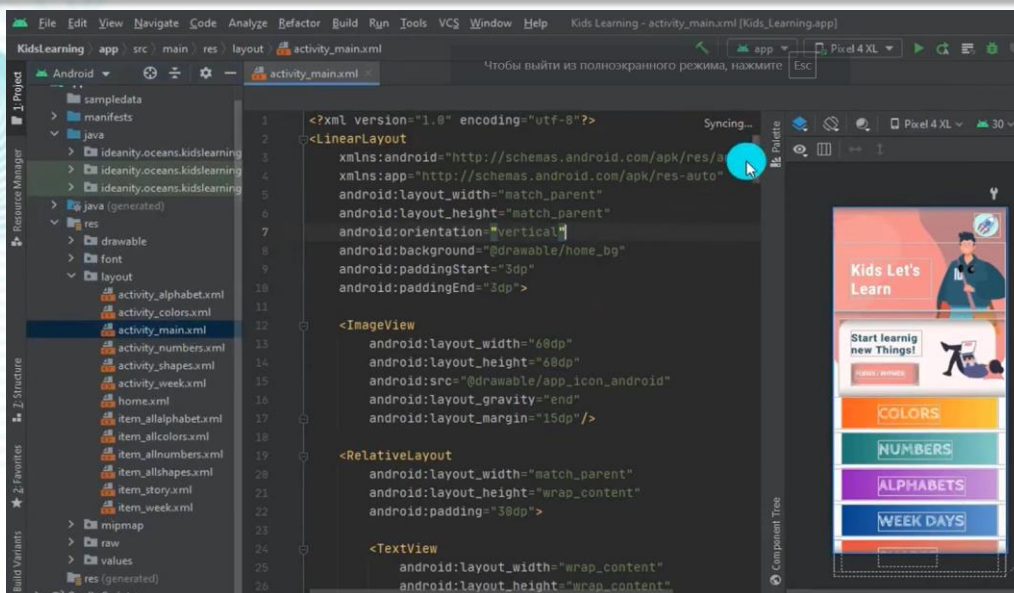 File Edit View Navigate Code Analyze Refactor Build Run Tools VCS Window Help Kids Learning - activity_main.xml [Kids_Learning.app]
KidsLearning app src main res layout activity_main.xml app Pixel 4 XL
Чтобы выйти из полноэкранного режима, нажмите Esc
Android activity_main.xml
1: Project
Resource Manager
Z: Structure
2: Favorites
Build Variants
sampledata
manifests
java
ideanity.oceans.kidslearning
ideanity.oceans.kidslearning
ideanity.oceans.kidslearning
java (generated)
res
drawable
font
layout
activity_alphabet.xml
activity_colors.xml
activity_main.xml
activity_numbers.xml
activity_shapes.xml
activity_week.xml
home.xml
item_allalphabet.xml
item_allcolors.xml
item_allnumbers.xml
item_allshapes.xml
item_story.xml
item_week.xml
mipmap
raw
values
res (generated)
1 <?xml version="1.0" encoding="utf-8"?>
2 <LinearLayout
3 xmlns:android="http://schemas.android.com/apk/res/
4 xmlns:app="http://schemas.android.com/apk/res-auto"
5 android:layout_width="match_parent"
6 android:layout_height="match_parent"
7 android:orientation="vertical"
8 android:background="@drawable/home_bg"
9 android:paddingStart="3dp"
10 android:paddingEnd="3dp">
11
12 <ImageView
13 android:layout_width="60dp"
14 android:layout_height="60dp"
15 android:src="@drawable/app_icon_android"
16 android:layout_gravity="end"
17 android:layout_margin="15dp"/>
18
19 <RelativeLayout
20 android:layout_width="match_parent"
21 android:layout_height="wrap_content"
22 android:padding="30dp">
23
24 <TextView
25 android:layout_width="wrap_content"
26 android:layout_height="wrap_content"
Syncing...
Palette
Component Tree
Pixel 4 XL 30
Kids Let's
Learn
Start learnig
new Things!
COLORS
NUMBERS
ALPHABETS
WEEK DAYS